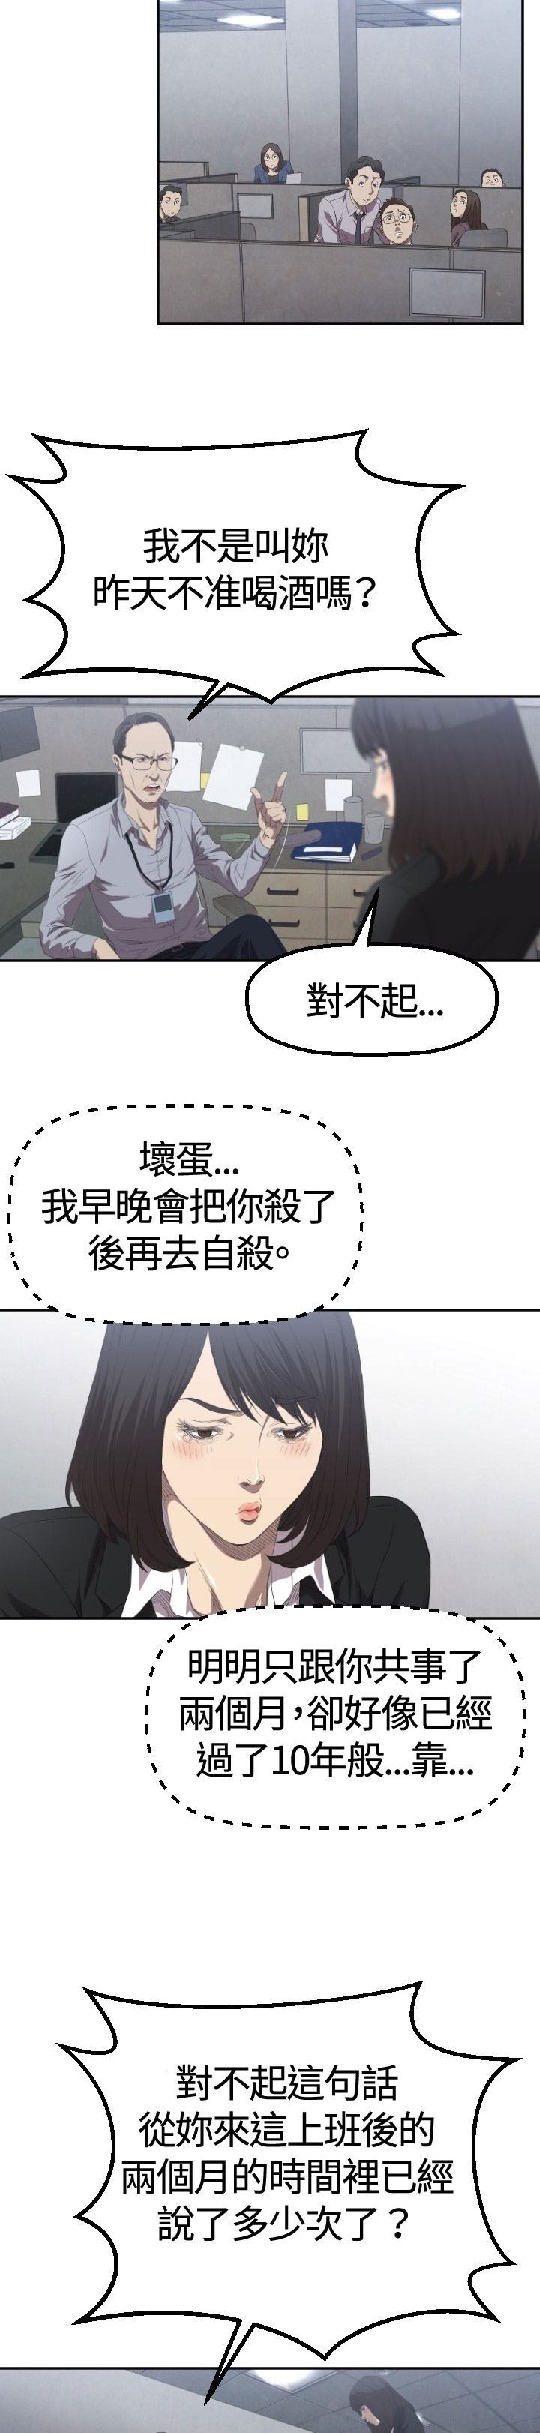 我不是叫妳
昨天不准喝酒嗎？
對不起...
壞蛋...
我早晚會把你殺了
後再去自殺。
明明只跟你共事了
兩個月，卻好像已經
過了10年般...靠...
對不起這句話
從妳來這上班後的
兩個月的時間裡已經
說了多少次了？